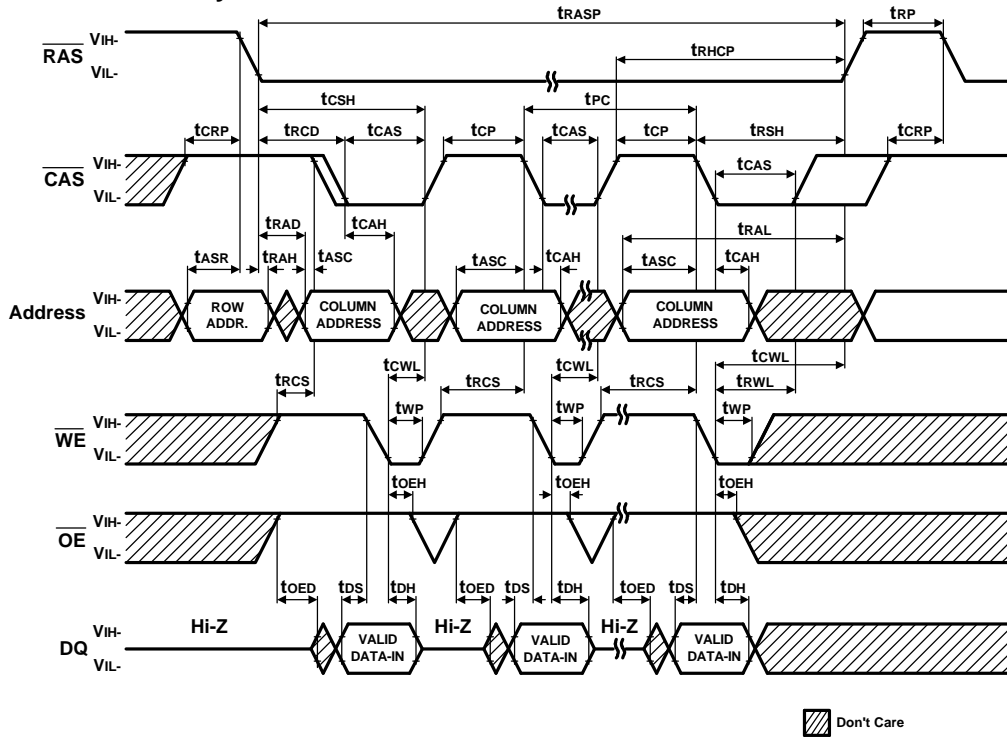 tRASP
tRP
VIH-
RAS
VIL-
tRHCP
tCSH
tPC
tCRP
tRCD
tCAS
tCP
tCAS
tCP
tRSH
tCRP
VIH-
CAS
VIL-
tCAS
tRAD
tCAH
tRAL
tASR
tRAH
tASC
tASC
tCAH
tASC
tCAH
VIH-
Address
VIL-
ROW
ADDR.
COLUMN
ADDRESS
COLUMN
ADDRESS
COLUMN
ADDRESS
tCWL
tCWL
tCWL
tRCS
tRCS
tRCS
tRWL
tWP
tWP
tWP
VIH-
WE
VIL-
tOEH
tOEH
tOEH
VIH-
OE
VIL-
tOED
tDS
tDH
tOED
tDS
tDH
tOED
tDS
tDH
VIH-
DQ
VIL-
Hi-Z
VALID
DATA-IN
Hi-Z
VALID
DATA-IN
Hi-Z
VALID
DATA-IN
Don't Care